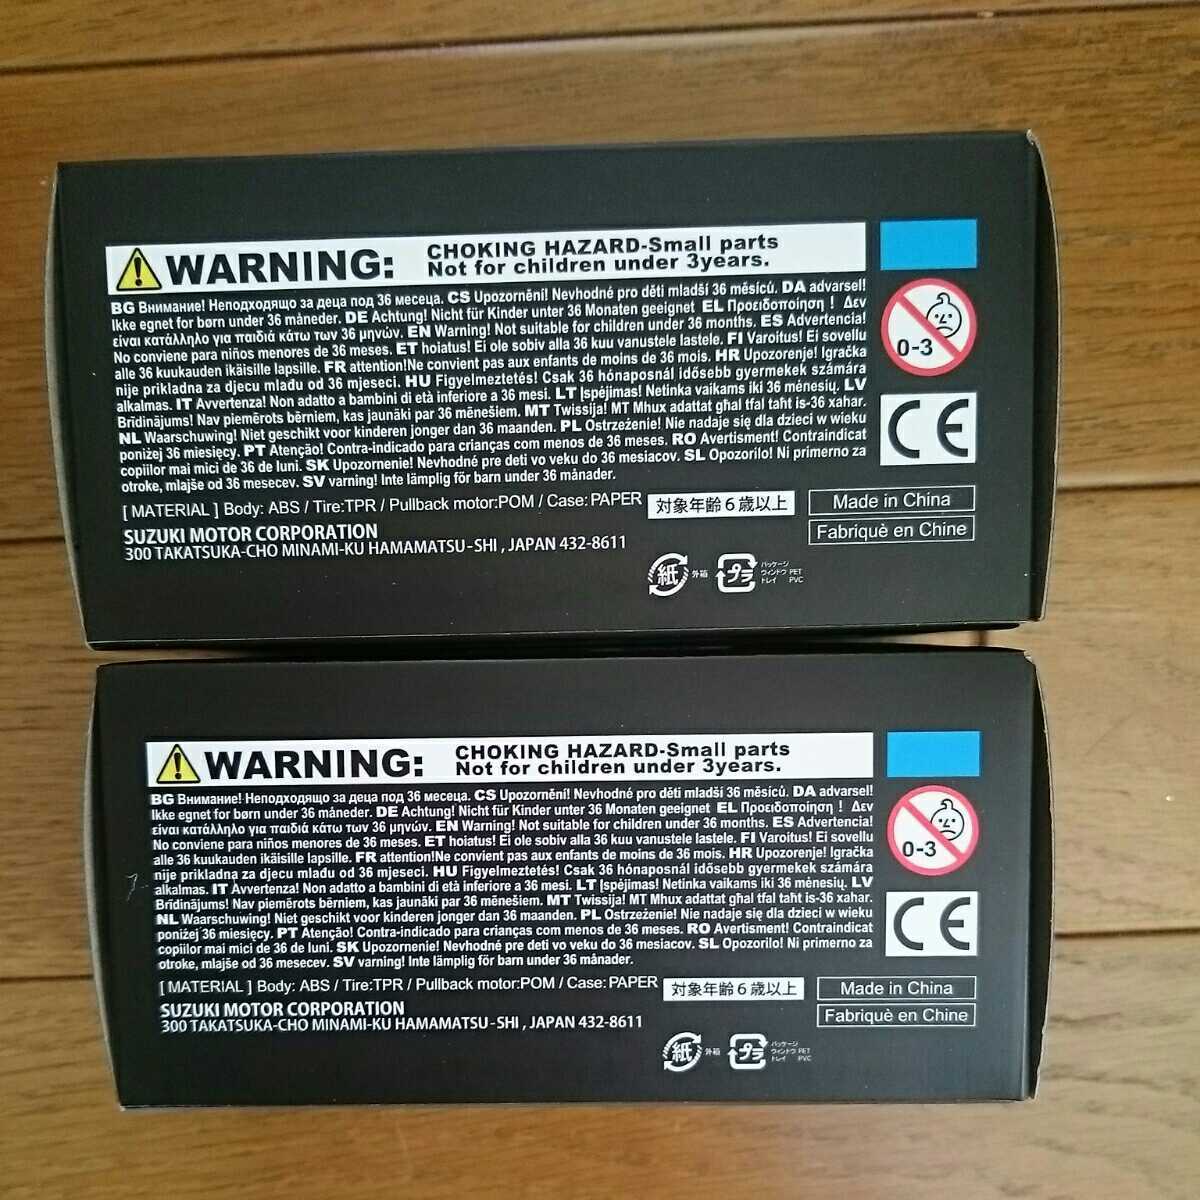 WARNING:
CHOKING HAZARD-Small parts
Not for children under 3years.
BG Внимание! Неподходящо за деца под 36 месеца. CS Upozornění! Nevhodné pro děti mladší 36 měsíců. DA advarsel!
Ikke egnet for børn under 36 måneder. DE Achtung! Nicht für Kinder unter 36 Monaten geeignet EL Προειδοποίηση ! Δεν
είναι κατάλληλο για παιδιά κάτω των 36 μηνών. EN Warning! Not suitable for children under 36 months. ES Advertencia!
No conviene para niños menores de 36 meses. ET hoiatus! Ei ole sobiv alla 36 kuu vanustele lastele. FI Varoitus! Ei sovellu
alle 36 kuukauden ikäisille lapsille. FR attention!Ne convient pas aux enfants de moins de 36 mois. HR Upozorenje! Igračka
nije prikladna za djecu mlađu od 36 mjeseci. HU Figyelmeztetés! Csak 36 hónaposnál idősebb gyermekek számára
alkalmas. IT Avvertenza! Non adatto a bambini di età inferiore a 36 mesi. LT Įspėjimas! Netinka vaikams iki 36 mėnesių. LV
Brīdinājums! Nav piemērots bērniem, kas jaunāki par 36 mēnešiem. MT Twissija! MT Mhux adattat għal tfal taħt is-36 xahar.
NL Waarschuwing! Niet geschikt voor kinderen jonger dan 36 maanden. PL Ostrzeżenie! Nie nadaje się dla dzieci w wieku
poniżej 36 miesięcy. PT Atenção! Contra-indicado para crianças com menos de 36 meses. RO Avertisment! Contraindicat
copiilor mai mici de 36 de luni. SK Upozornenie! Nevhodné pre deti vo veku do 36 mesiacov. SL Opozorilo! Ni primerno za
otroke, mlajše od 36 mesecev. SV varning! Inte lämplig för barn under 36 månader.
0-3
CE
[ MATERIAL ] Body: ABS / Tire:TPR / Pullback motor:POM / Case: PAPER
対象年齢6歳以上
Made in China
Fabriquè en Chine
SUZUKI MOTOR CORPORATION
300 TAKATSUKA-CHO MINAMI-KU HAMAMATSU-SHI , JAPAN 432-8611
紙 外箱 プラ パッケージ
ウィンドウ PET
トレイ PVC
WARNING:
CHOKING HAZARD-Small parts
Not for children under 3years.
BG Внимание! Неподходящо за деца под 36 месеца. CS Upozornění! Nevhodné pro děti mladší 36 měsíců. DA advarsel!
Ikke egnet for børn under 36 måneder. DE Achtung! Nicht für Kinder unter 36 Monaten geeignet EL Προειδοποίηση ! Δεν
είναι κατάλληλο για παιδιά κάτω των 36 μηνών. EN Warning! Not suitable for children under 36 months. ES Advertencia!
No conviene para niños menores de 36 meses. ET hoiatus! Ei ole sobiv alla 36 kuu vanustele lastele. FI Varoitus! Ei sovellu
alle 36 kuukauden ikäisille lapsille. FR attention!Ne convient pas aux enfants de moins de 36 mois. HR Upozorenje! Igračka
nije prikladna za djecu mlađu od 36 mjeseci. HU Figyelmeztetés! Csak 36 hónaposnál idősebb gyermekek számára
alkalmas. IT Avvertenza! Non adatto a bambini di età inferiore a 36 mesi. LT Įspėjimas! Netinka vaikams iki 36 mėnesių. LV
Brīdinājums! Nav piemērots bērniem, kas jaunāki par 36 mēnešiem. MT Twissija! MT Mhux adattat għal tfal taħt is-36 xahar.
NL Waarschuwing! Niet geschikt voor kinderen jonger dan 36 maanden. PL Ostrzeżenie! Nie nadaje się dla dzieci w wieku
poniżej 36 miesięcy. PT Atenção! Contra-indicado para crianças com menos de 36 meses. RO Avertisment! Contraindicat
copiilor mai mici de 36 de luni. SK Upozornenie! Nevhodné pre deti vo veku do 36 mesiacov. SL Opozorilo! Ni primerno za
otroke, mlajše od 36 mesecev. SV varning! Inte lämplig för barn under 36 månader.
0-3
CE
[ MATERIAL ] Body: ABS / Tire:TPR / Pullback motor:POM / Case: PAPER
対象年齢6歳以上
Made in China
Fabriquè en Chine
SUZUKI MOTOR CORPORATION
300 TAKATSUKA-CHO MINAMI-KU HAMAMATSU-SHI , JAPAN 432-8611
紙 外箱 プラ パッケージ
ウィンドウ PET
トレイ PVC